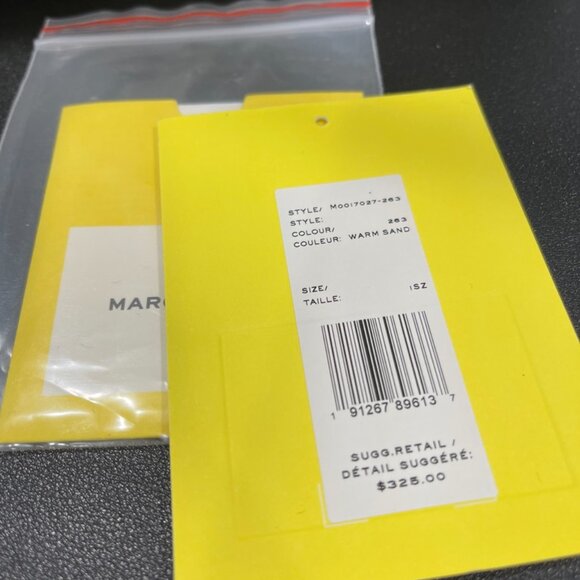 MARC
STYLE/ M0017027-263
STYLE:
COLOUR/ 263
COULEUR: WARM SAND
SIZE/ 1SZ
TAILLE:
1 91267 89613 7
SUGG.RETAIL /
DÉTAIL SUGGÉRÉ:
$325.00